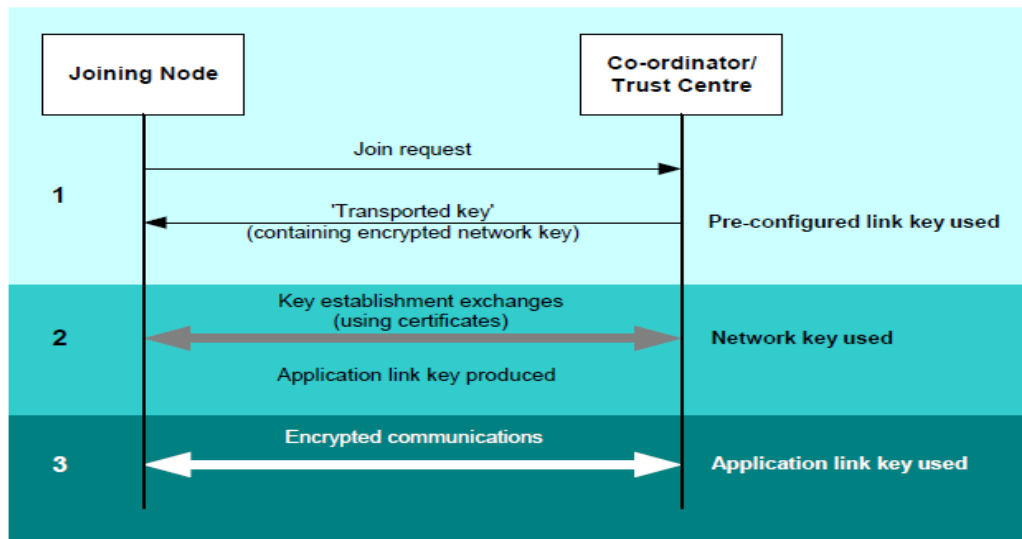 Joining Node
Co-ordinator/
Trust Centre
Join request
1
'Transported key'
(containing encrypted network key)
Pre-configured link key used
Key establishment exchanges
(using certificates)
2
Network key used
Application link key produced
Encrypted communications
3
Application link key used